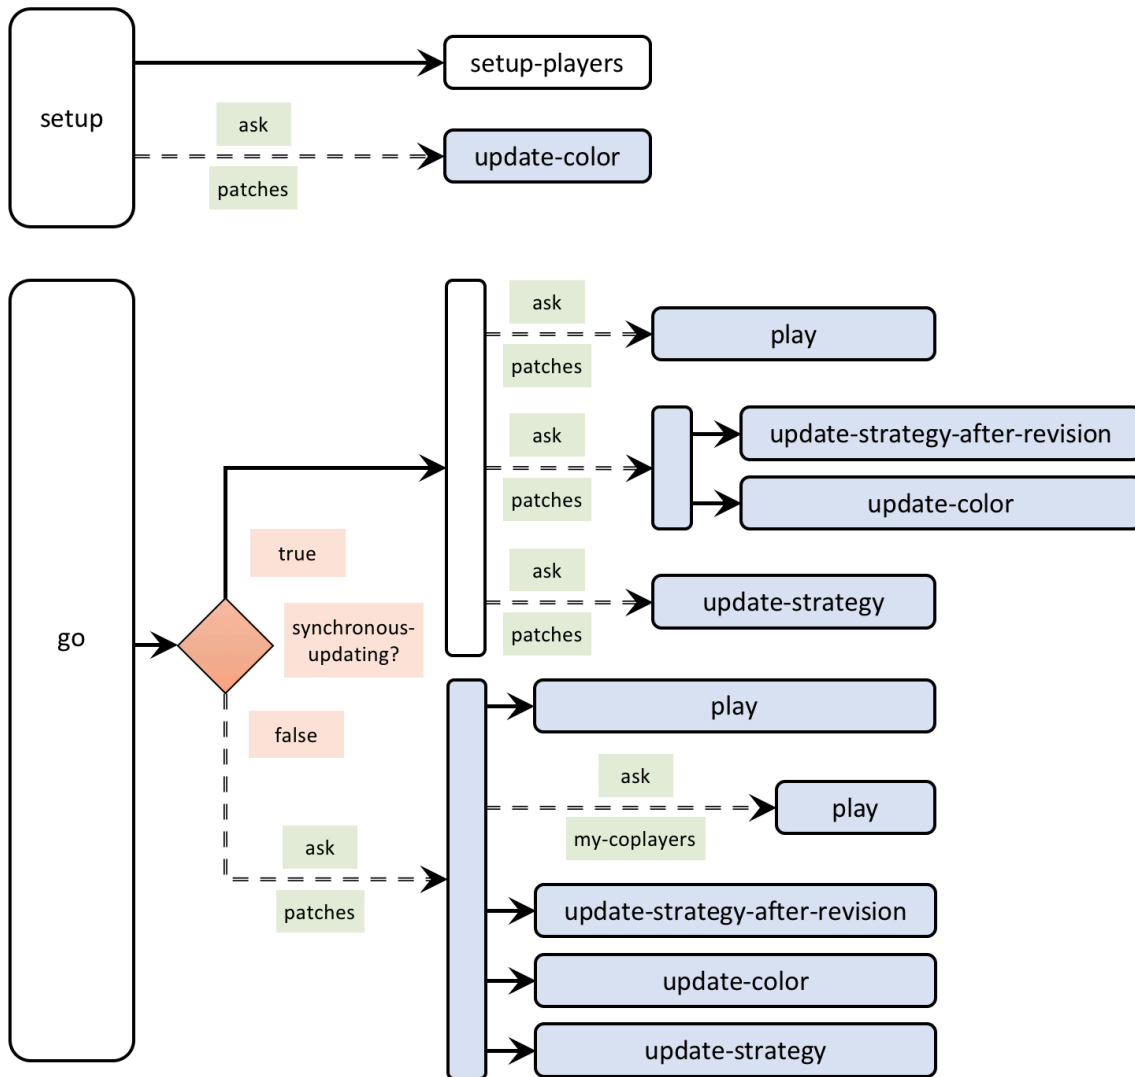 setup
setup-players
ask
patches
update-color
go
synchronous-
updating?
true
ask
patches
play
ask
patches
update-strategy-after-revision
update-color
ask
patches
update-strategy
false
ask
patches
play
ask
my-coplayers
play
update-strategy-after-revision
update-color
update-strategy